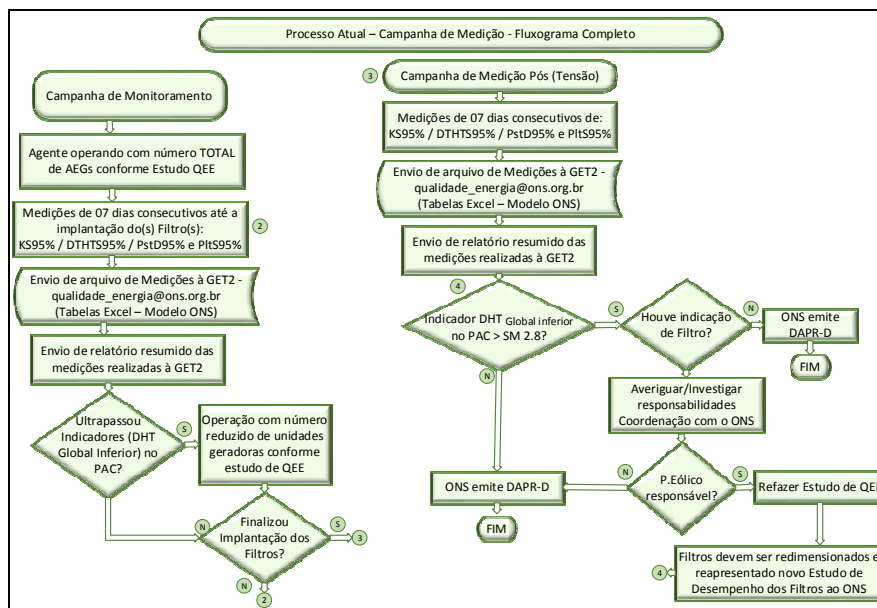 Processo Atual – Campanha de Medição - Fluxograma Completo
Campanha de Monitoramento
Agente operando com número TOTAL
de AEGs conforme Estudo QEE
Medições de 07 dias consecutivos até a
implantação do(s) Filtro(s):
KS95% / DTHTS95% / PstD95% e PltS95%
2
Envio de arquivo de Medições à GET2 -
qualidade_energia@ons.org.br
(Tabelas Excel – Modelo ONS)
Envio de relatório resumido das
medições realizadas à GET2
Ultrapassou
Indicadores (DHT
Global Inferior) no
PAC?
S
Operação com número
reduzido de unidades
geradoras conforme
estudo de QEE
N
Finalizou
Implantação dos
Filtros?
S
3
N
2
3
Campanha de Medição Pós (Tensão)
Medições de 07 dias consecutivos de:
KS95% / DTHTS95% / PstD95% e PltS95%
Envio de arquivo de Medições à GET2 -
qualidade_energia@ons.org.br
(Tabelas Excel – Modelo ONS)
Envio de relatório resumido das
medições realizadas à GET2
4
Indicador DHT Global inferior
no PAC > SM 2.8?
S
N
Houve indicação
de Filtro?
N
ONS emite
DAPR-D
FIM
S
Averiguar/Investigar
responsabilidades
Coordenação com o ONS
P.Eólico
responsável?
N
ONS emite DAPR-D
FIM
S
Refazer Estudo de QE
Filtros devem ser redimensionados e
reapresentado novo Estudo de
Desempenho dos Filtros ao ONS
4